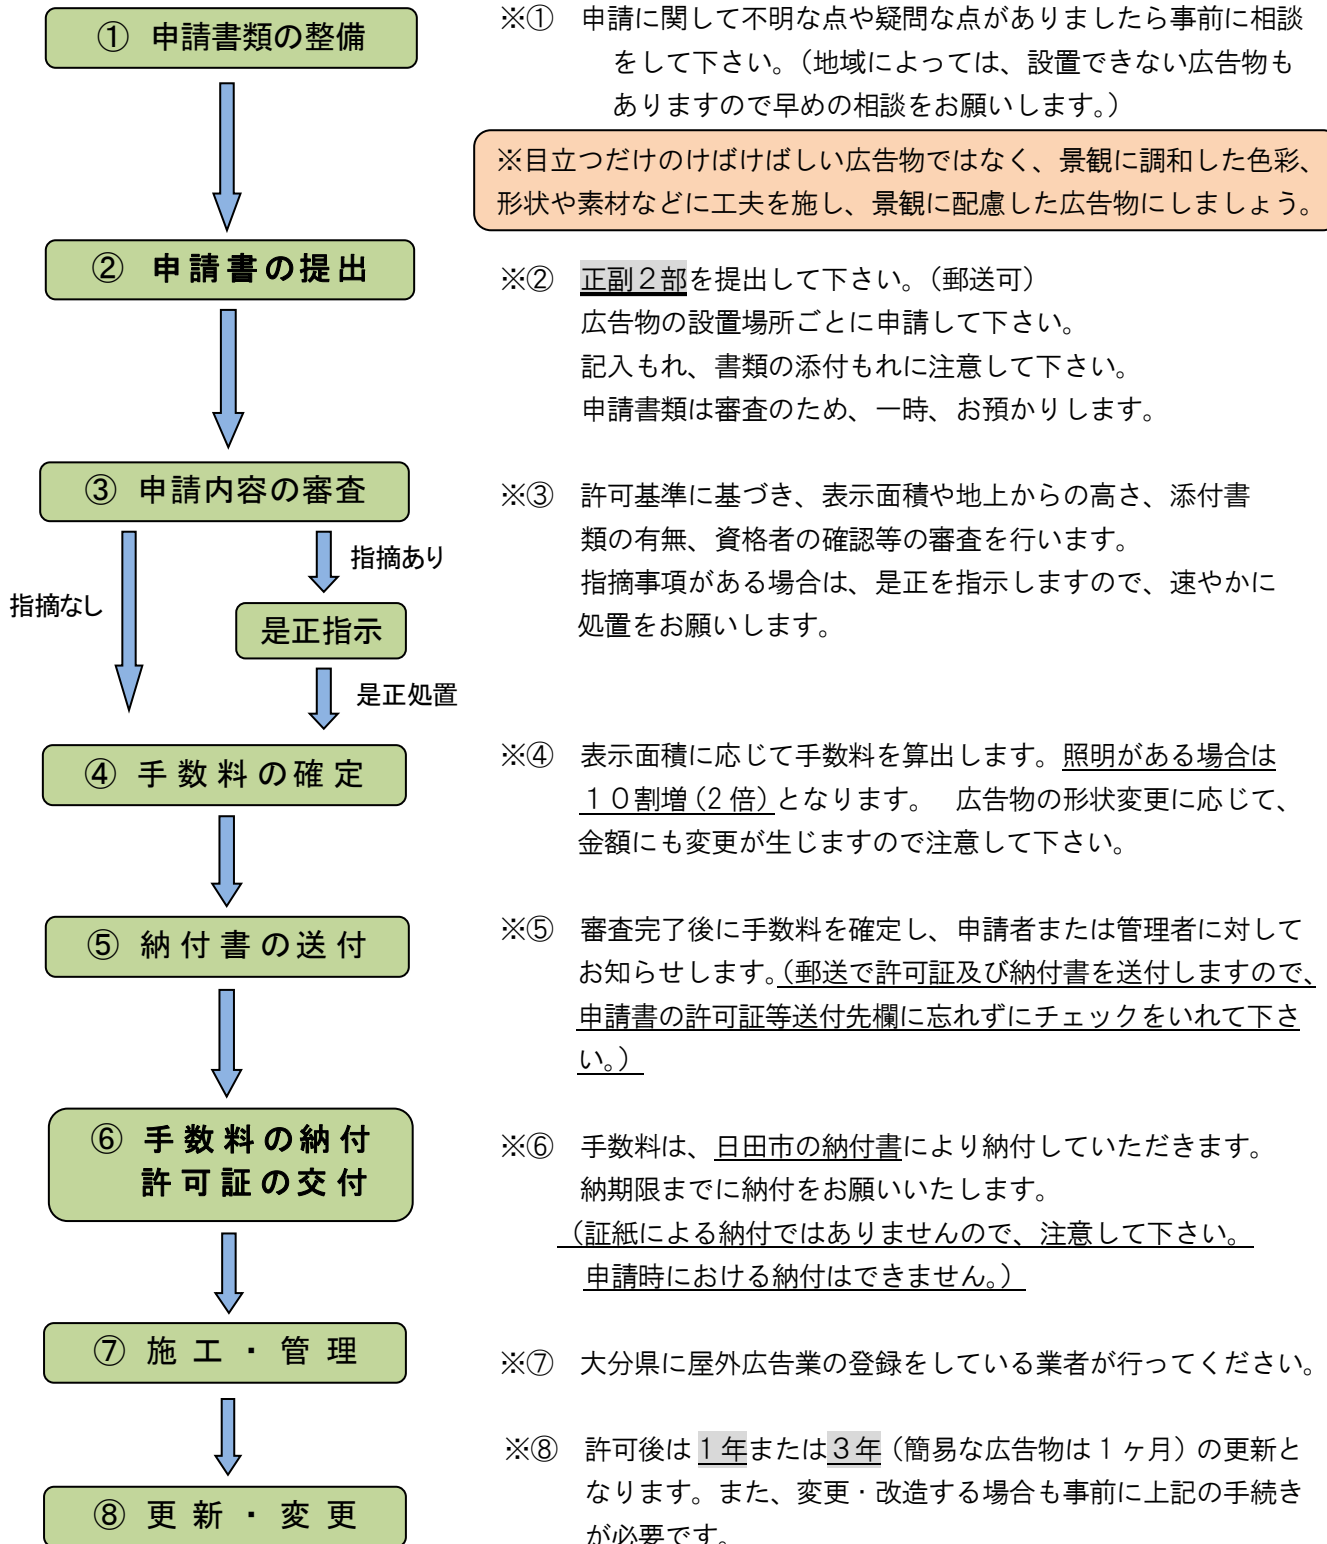 ① 申請書類の整備
※① 申請に関して不明な点や疑問な点がありましたら事前に相談
をして下さい。（地域によっては、設置できない広告物も
ありますので早めの相談をお願いします。）
※目立つだけのけばけばしい広告物ではなく、景観に調和した色彩、
形状や素材などに工夫を施し、景観に配慮した広告物にしましょう。
② 申請書の提出
※② 正副２部を提出して下さい。（郵送可）
広告物の設置場所ごとに申請して下さい。
記入もれ、書類の添付もれに注意して下さい。
申請書類は審査のため、一時、お預かりします。
③ 申請内容の審査
※③ 許可基準に基づき、表示面積や地上からの高さ、添付書
類の有無、資格者の確認等の審査を行います。
指摘事項がある場合は、是正を指示しますので、速やかに
処置をお願いします。
指摘あり
指摘なし
是正指示
是正処置
④ 手数料の確定
※④ 表示面積に応じて手数料を算出します。照明がある場合は
１０割増（2 倍）となります。 広告物の形状変更に応じて、
金額にも変更が生じますので注意して下さい。
⑤ 納付書の送付
※⑤ 審査完了後に手数料を確定し、申請者または管理者に対して
お知らせします。（郵送で許可証及び納付書を送付しますので、
申請書の許可証等送付先欄に忘れずにチェックをいれて下さ
い。）
⑥ 手数料の納付
許可証の交付
※⑥ 手数料は、日田市の納付書により納付していただきます。
納期限までに納付をお願いいたします。
（証紙による納付ではありませんので、注意して下さい。
申請時における納付はできません。）
⑦ 施工・管理
※⑦ 大分県に屋外広告業の登録をしている業者が行ってください。
⑧ 更新・変更
※⑧ 許可後は１年または３年（簡易な広告物は１ヶ月）の更新と
なります。また、変更・改造する場合も事前に上記の手続き
が必要です。